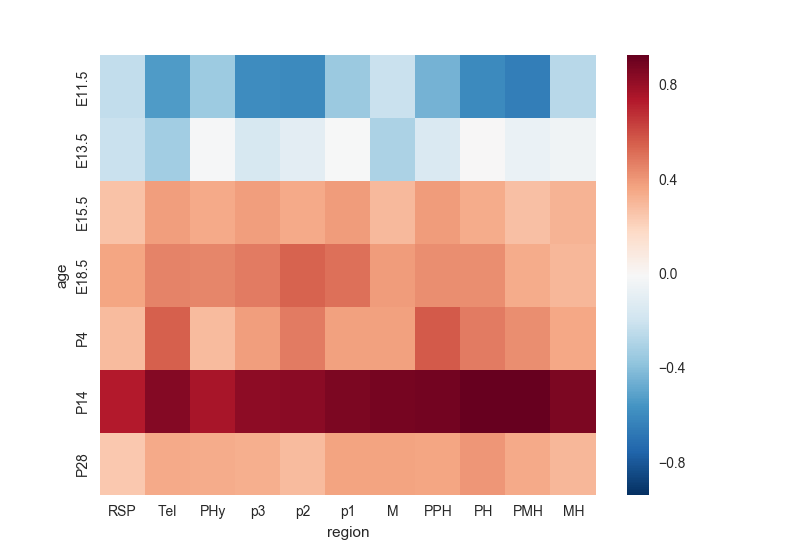 age
E11.5
E13.5
E15.5
E18.5
P4
P14
P28
RSP Tel PHy p3 p2 p1 M PPH PH PMH MH
region
0.8
0.4
0.0
−0.4
−0.8